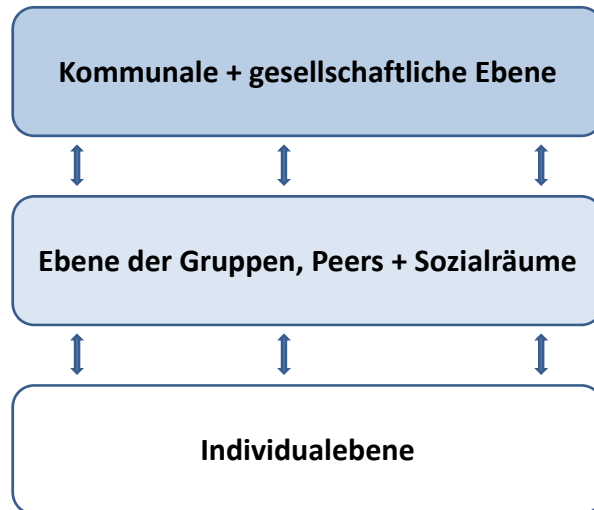 Kommunale + gesellschaftliche Ebene
Ebene der Gruppen, Peers + Sozialräume
Individualebene